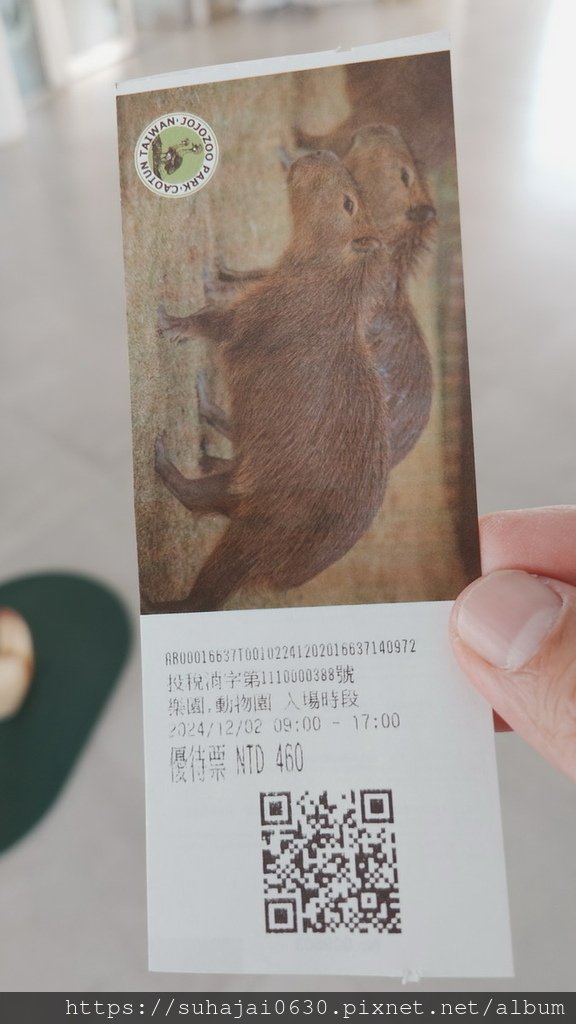 JOJOZOO PARK·CAOTUN TAIWAN·
AR00016637T00102241202016637140972
投稅消字第1110000388號
樂園,動物園 入場時段
2024/12/02 09:00 - 17:00
優待票 NTD 460
https://suhajai0630.pixnet.net/album